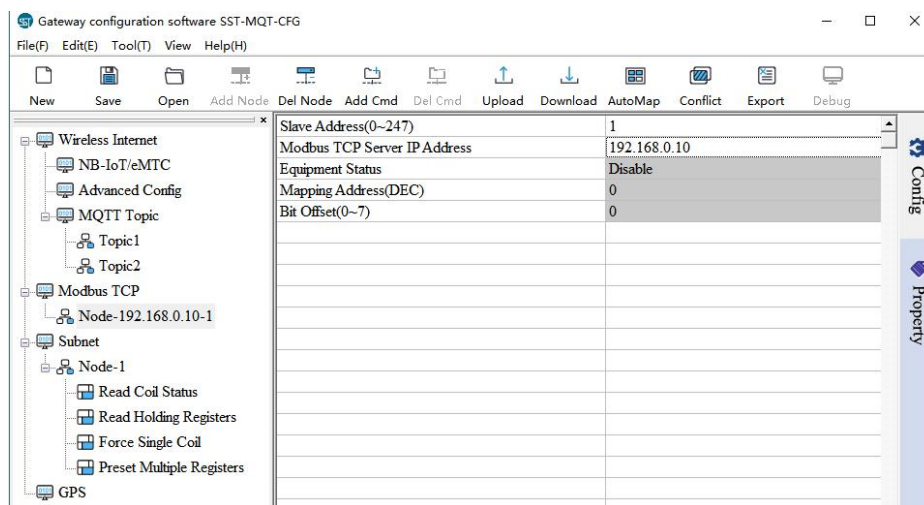 SST Gateway configuration software SST-MQT-CFG
File(F) Edit(E) Tool(T) View Help(H)
New Save Open Add Node Del Node Add Cmd Del Cmd Upload Download AutoMap Conflict Export Debug
Wireless Internet
NB-IoT/eMTC
Advanced Config
MQTT Topic
Topic1
Topic2
Modbus TCP
Node-192.168.0.10-1
Subnet
Node-1
Read Coil Status
Read Holding Registers
Force Single Coil
Preset Multiple Registers
GPS
Slave Address(0~247) 1
Modbus TCP Server IP Address 192.168.0.10
Equipment Status Disable
Mapping Address(DEC) 0
Bit Offset(0~7) 0
Config
Property